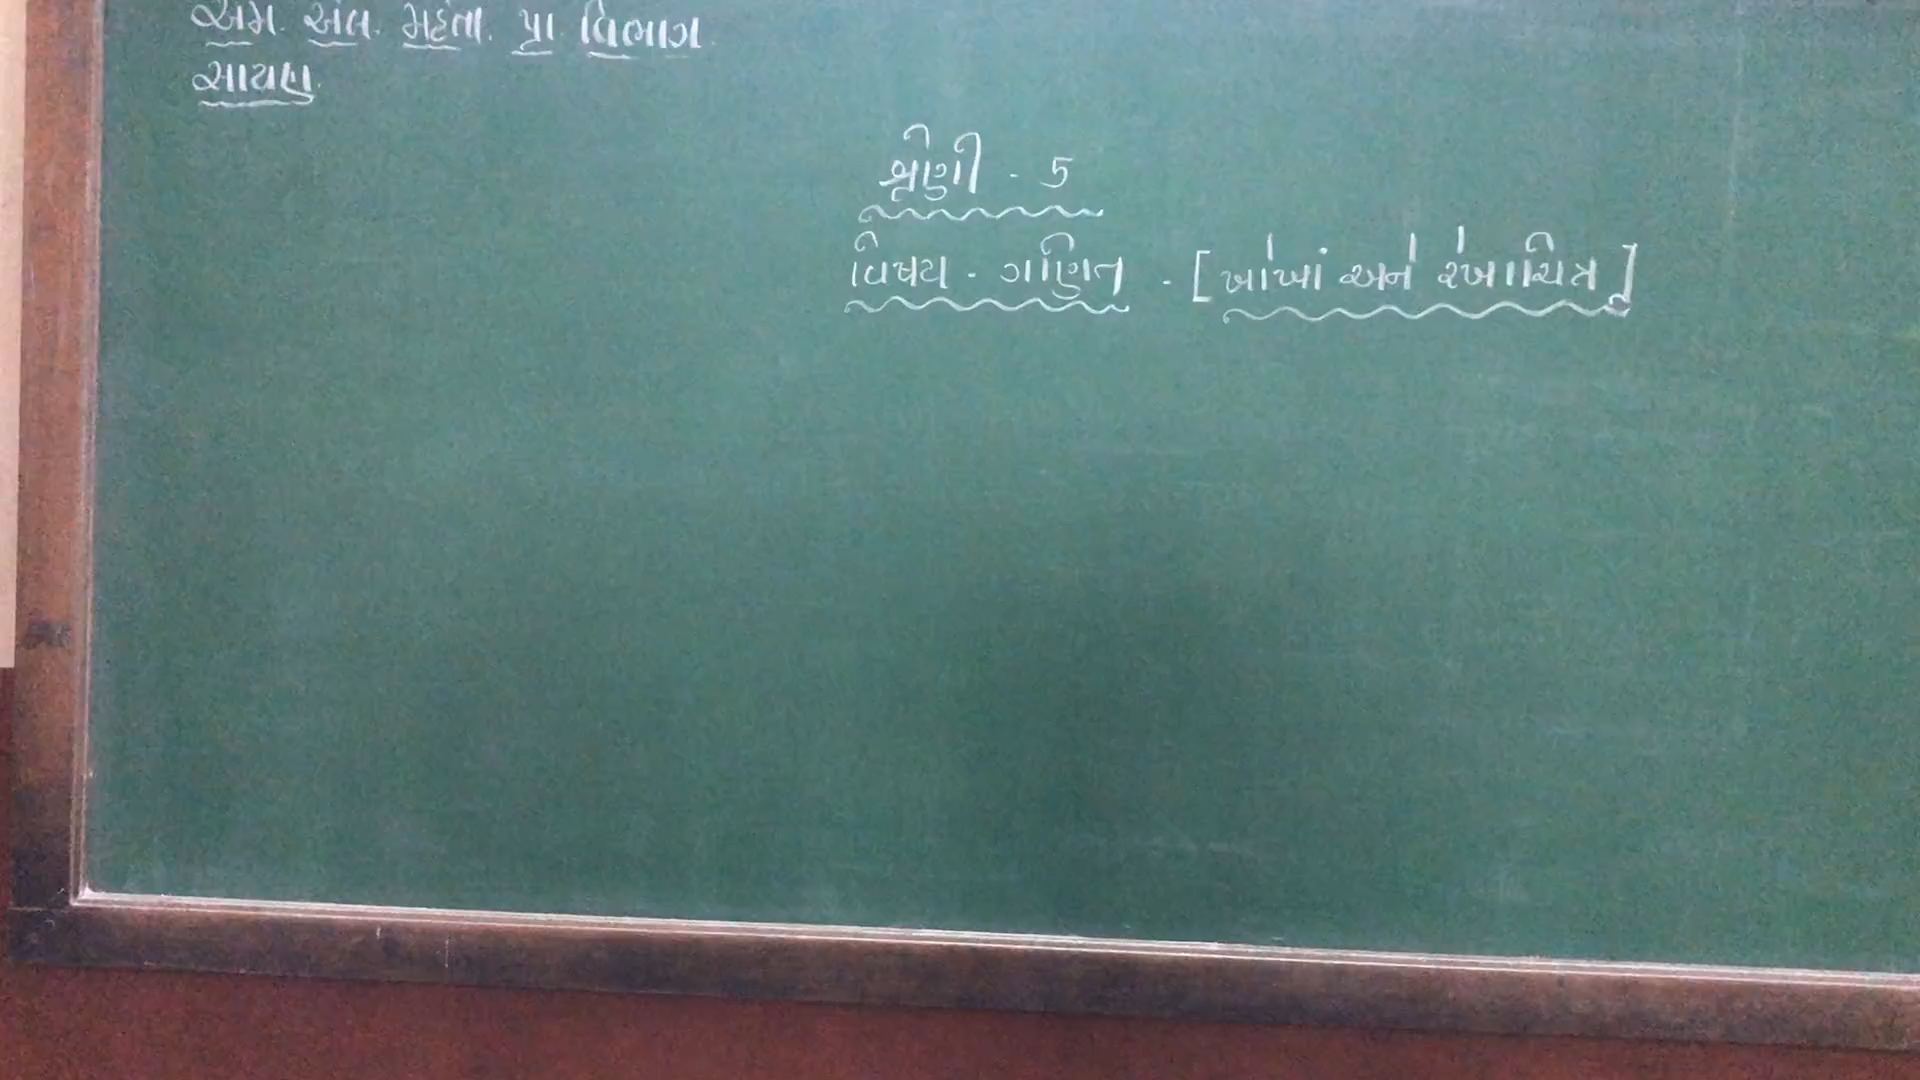 એમ. એલ. મહેતા. પ્રા. વિભાગ.
સાયણ.
શ્રેણી - 5
વિષય - ગણિત - [ખોખાં અને રેખાચિત્ર]